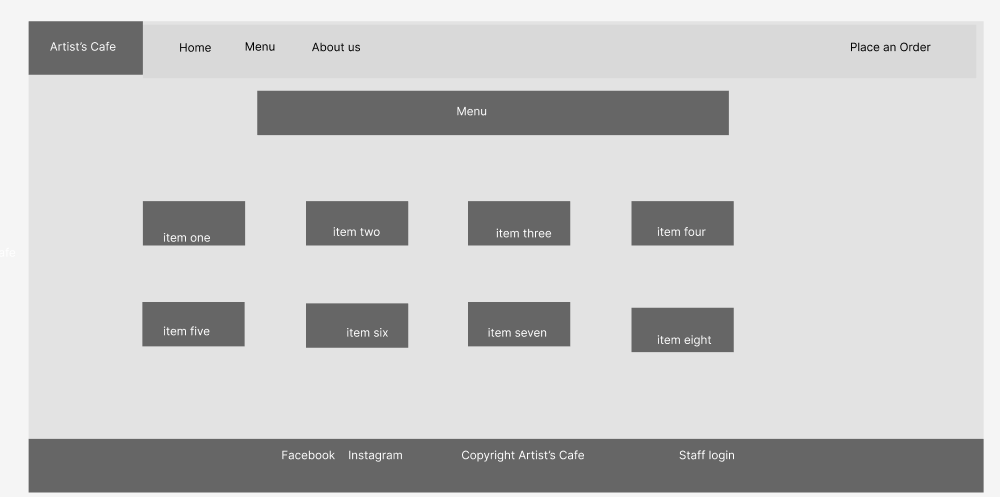 Artist's Cafe Home Menu About us Place an Order
Menu
item one item two item three item four
afe
item five item six item seven item eight
Facebook Instagram Copyright Artist's Cafe Staff login